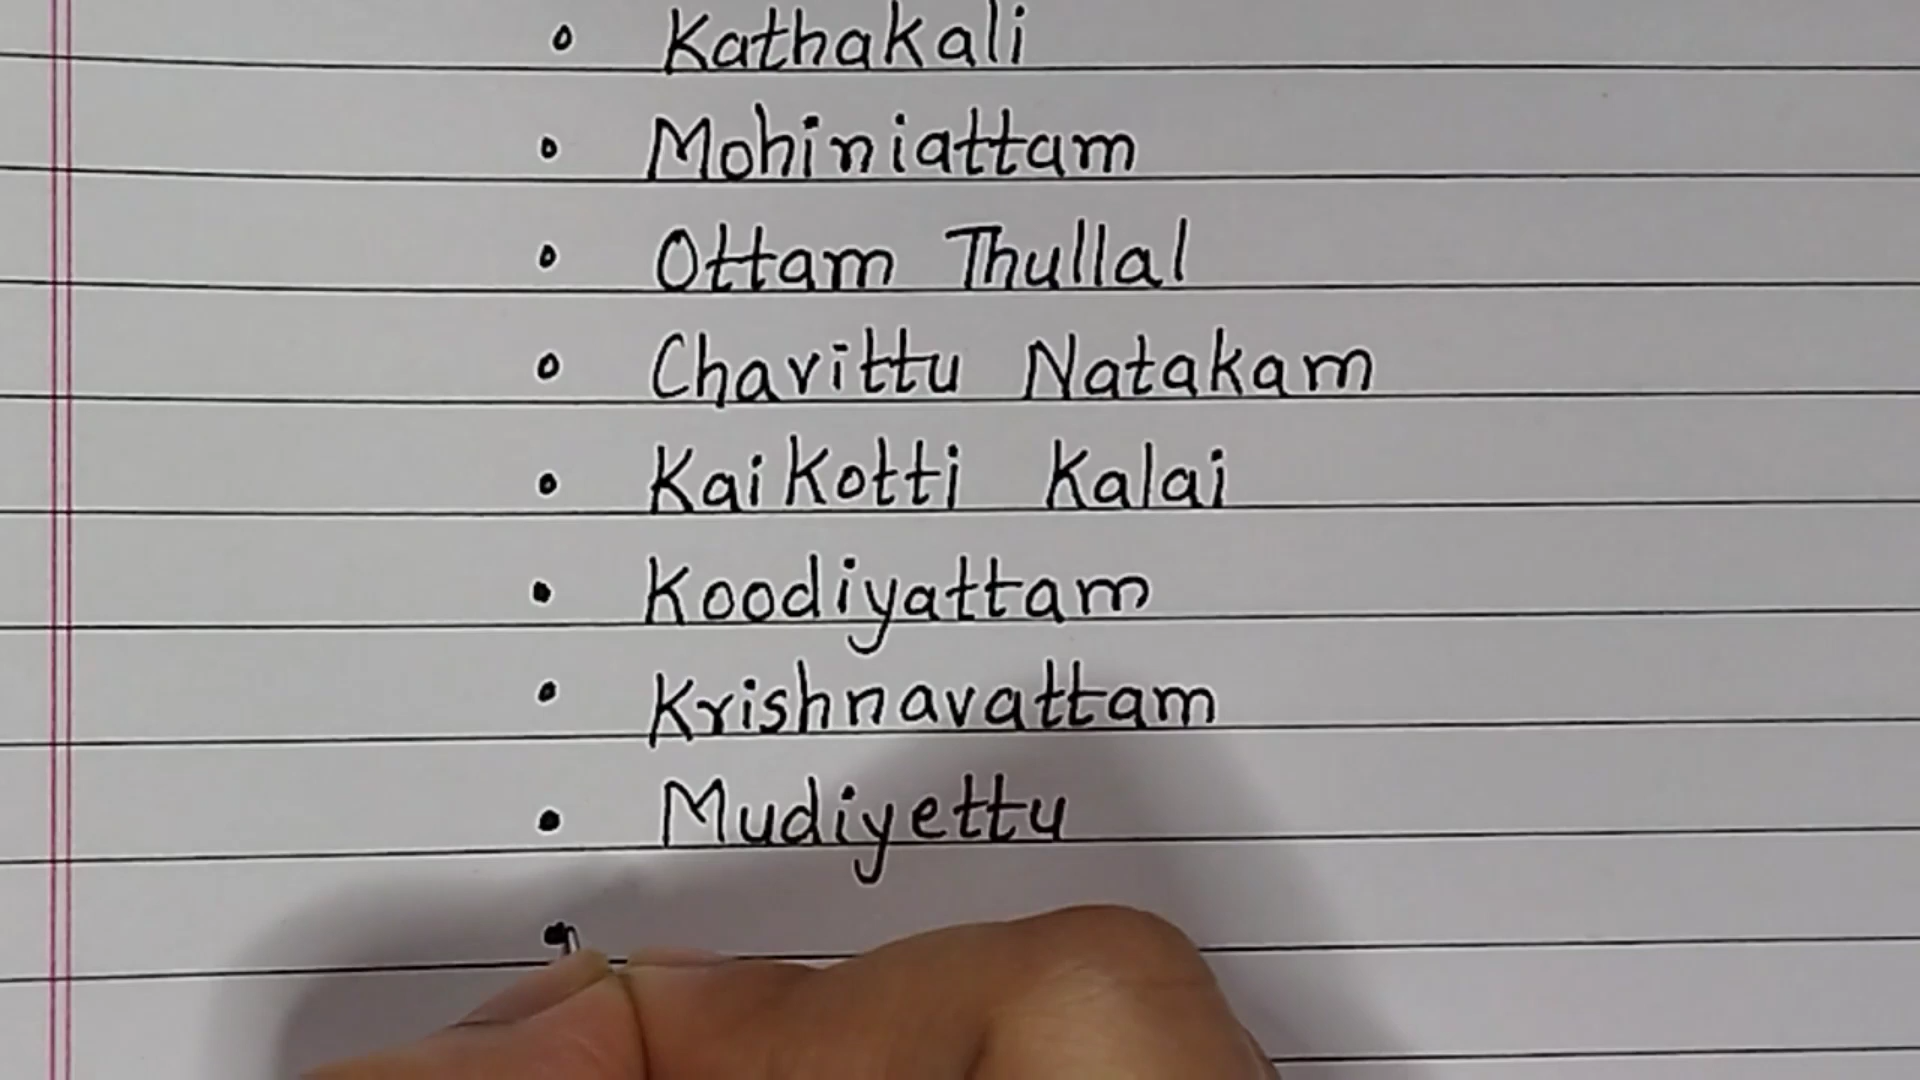 • Kathakali
• Mohiniattam
• Ottam Thullal
• Chavittu Natakam
• Kaikotti Kalai
• Koodiyattam
• Krishnavattam
• Mudiyettu
•